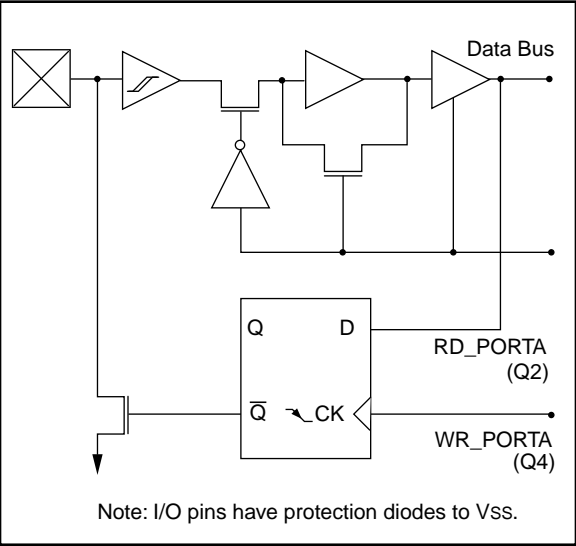 Data Bus
Q D
RD_PORTA
(Q2)
Q̅ CK
WR_PORTA
(Q4)
Note: I/O pins have protection diodes to VSS.